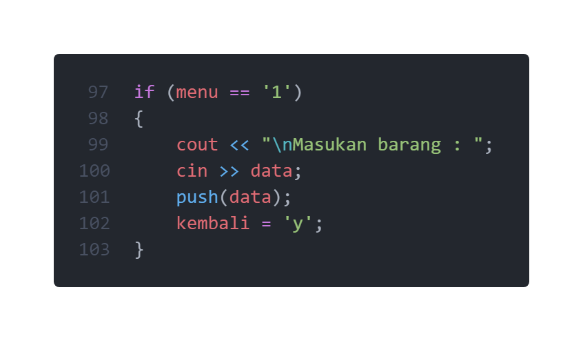 97 if (menu == '1')
98 {
99 cout << "\nMasukan barang : ";
100 cin >> data;
101 push(data);
102 kembali = 'y';
103 }